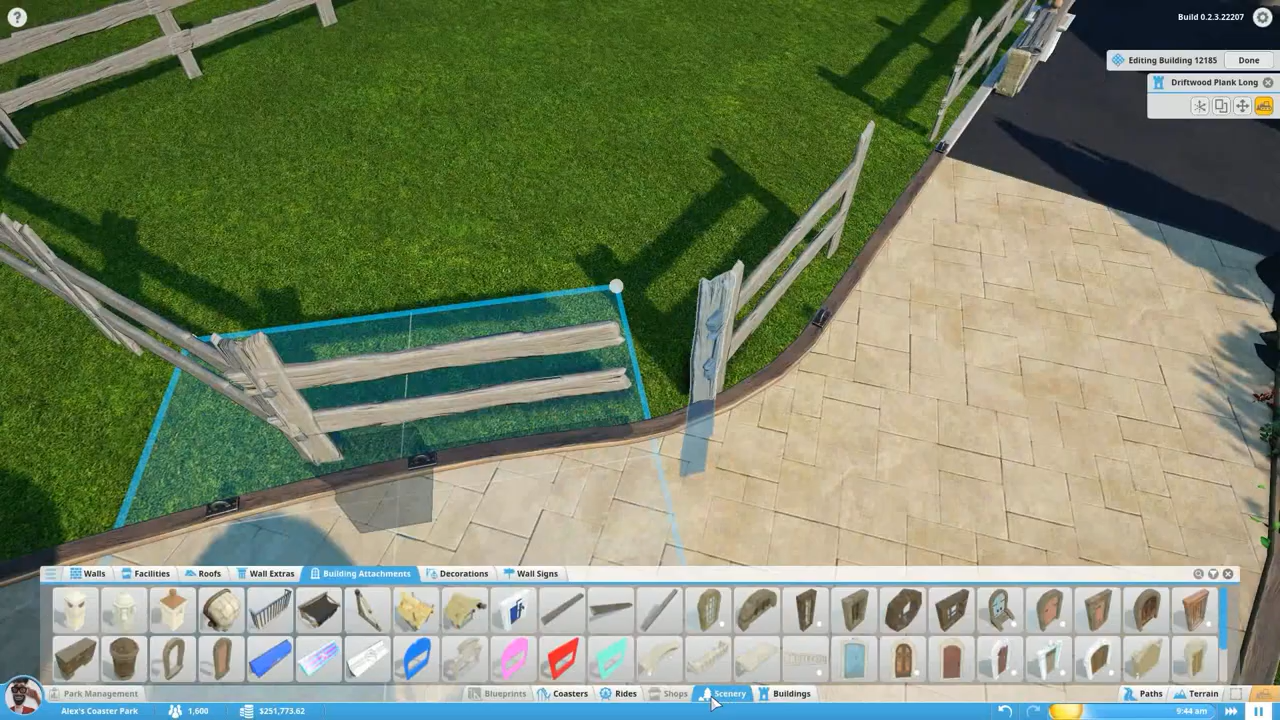 ?
Build 0.2.3.22207
Editing Building 12185
Done
Driftwood Plank Long
Walls
Facilities
Roofs
Wall Extras
Building Attachments
Decorations
Wall Signs
Park Management
Blueprints
Coasters
Rides
Shops
Scenery
Buildings
Paths
Terrain
Alex's Coaster Park
1,600
$251,773.62
9:44 am